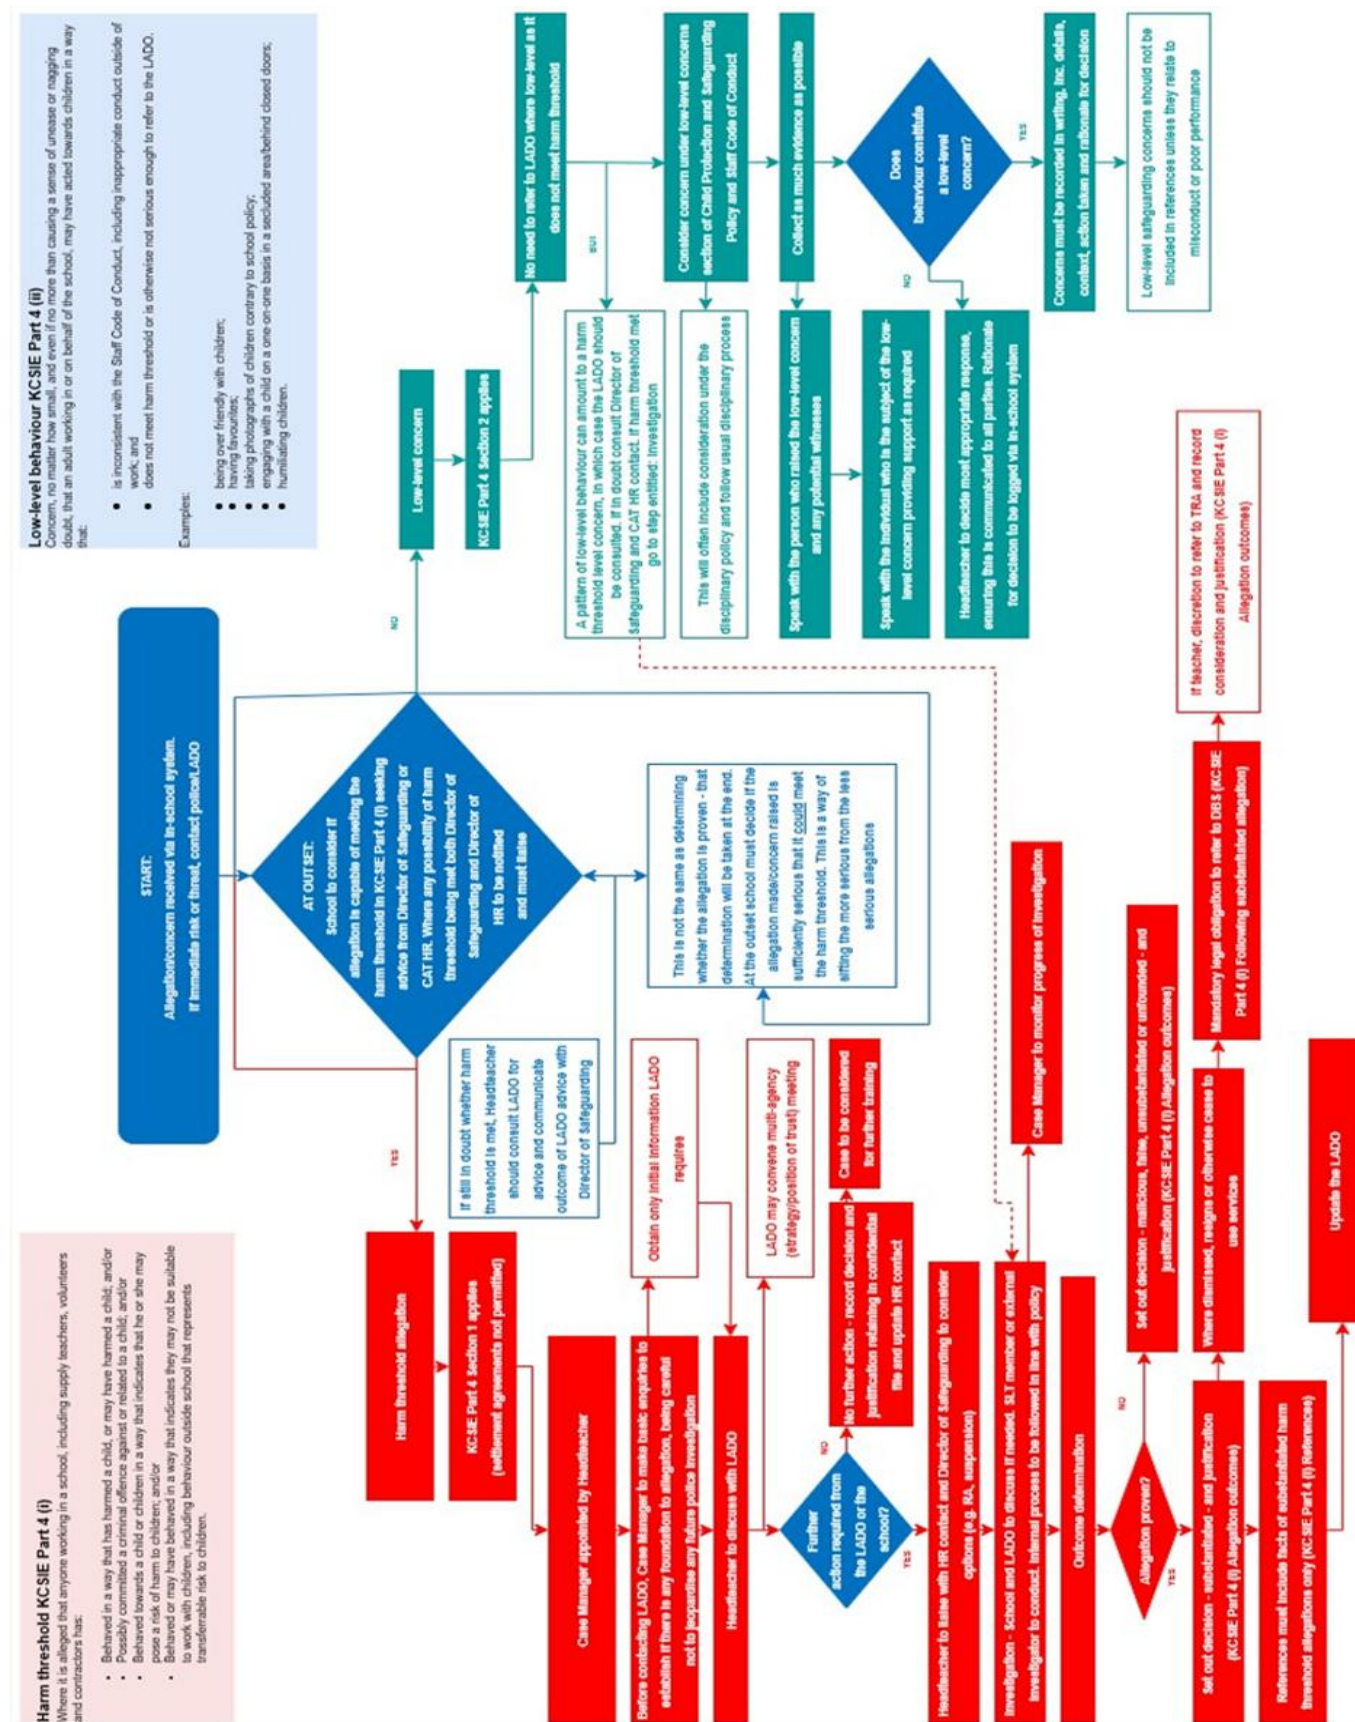 Harm threshold KCSIE Part 4 (i)
Where it is alleged that anyone working in a school, including supply teachers, volunteers
and contractors has:
• Behaved in a way that has harmed a child, or may have harmed a child; and/or
• Possibly committed a criminal offence against or related to a child; and/or
• Behaved towards a child or children in a way that indicates that he or she may
pose a risk of harm to children; and/or
• Behaved or may have behaved in a way that indicates they may not be suitable
to work with children, including behaviour outside school that represents
transferrable risk to children.
START:
Allegation/concern received via in-school system.
If immediate risk or threat, contact police/LADO
Low-level behaviour KCSIE Part 4 (ii)
Concern, no matter how small, and even if no more than causing a sense of unease or nagging
doubt, that an adult working in or on behalf of the school, may have acted towards children in a way
that:
• is inconsistent with the Staff Code of Conduct, including inappropriate conduct outside of
work; and
• does not meet harm threshold or is otherwise not serious enough to refer to the LADO.
Examples:
• being over friendly with children;
• having favourites;
• taking photographs of children contrary to school policy;
• engaging with a child on a one-on-one basis in a secluded area/behind closed doors;
• humiliating children.
AT OUTSET:
School to consider if
allegation is capable of meeting the
harm threshold in KCSIE Part 4 (i) seeking
advice from Director of Safeguarding or
CAT HR. Where any possibility of harm
threshold being met both Director of
Safeguarding and Director of
HR to be notified
and must liaise
YES
NO
Harm threshold allegation
KCSIE Part 4 Section 1 applies
(settlement agreements not permitted)
If still in doubt whether harm
threshold is met, Headteacher
should consult LADO for
advice and communicate
outcome of LADO advice with
Director of Safeguarding
This is not the same as determining
whether the allegation is proven - that
determination will be taken at the end.
At the outset school must decide if the
allegation made/concern raised is
sufficiently serious that it could meet
the harm threshold. This is a way of
sifting the more serious from the less
serious allegations
Low-level concern
KCSIE Part 4 Section 2 applies
No need to refer to LADO where low-level as it
does not meet harm threshold
BUT
A pattern of low-level behaviour can amount to a harm
threshold level concern, in which case the LADO should
be consulted. If in doubt consult Director of
Safeguarding and CAT HR contact. If harm threshold met
go to step entitled: Investigation
Consider concern under low-level concerns
section of Child Protection and Safeguarding
Policy and Staff Code of Conduct
This will often include consideration under the
disciplinary policy and follow usual disciplinary process
Collect as much evidence as possible
Speak with the person who raised the low-level concern
and any potential witnesses
Speak with the individual who is the subject of the low-
level concern providing support as required
Does
behaviour constitute
a low-level
concern?
NO
YES
Headteacher to decide most appropriate response,
ensuring this is communicated to all parties. Rationale
for decision to be logged via in-school system
Concerns must be recorded in writing, inc. details,
context, action taken and rationale for decision
Low-level safeguarding concerns should not be
included in references unless they relate to
misconduct or poor performance
Case Manager appointed by Headteacher
Before contacting LADO, Case Manager to make basic enquiries to
establish if there is any foundation to allegation, being careful
not to jeopardise any future police investigation
Obtain only initial information LADO
requires
Headteacher to discuss with LADO
LADO may convene multi-agency
(strategy/position of trust) meeting
Further
action required from
the LADO or the
school?
NO
YES
No further action - record decision and
justification retaining in confidential
file and update HR contact
Case to be considered
for further training
Headteacher to liaise with HR contact and Director of Safeguarding to consider
options (e.g. RA, suspension)
Investigation - School and LADO to discuss if needed. SLT member or external
investigator to conduct. Internal process to be followed in line with policy
Case Manager to monitor progress of investigation
Outcome determination
Allegation proven?
NO
YES
Set out decision - malicious, false, unsubstantiated or unfounded - and
justification (KCSIE Part 4 (i) Allegation outcomes)
Set out decision - substantiated - and justification
(KCSIE Part 4 (i) Allegation outcomes)
Where dismissed, resigns or otherwise cease to
use services
Mandatory legal obligation to refer to DBS (KCSIE
Part 4 (i) Following substantiated allegation)
If teacher, discretion to refer to TRA and record
consideration and justification (KCSIE Part 4 (i)
Allegation outcomes
References must include facts of substantiated harm
threshold allegations only (KCSIE Part 4 (i) References)
Update the LADO